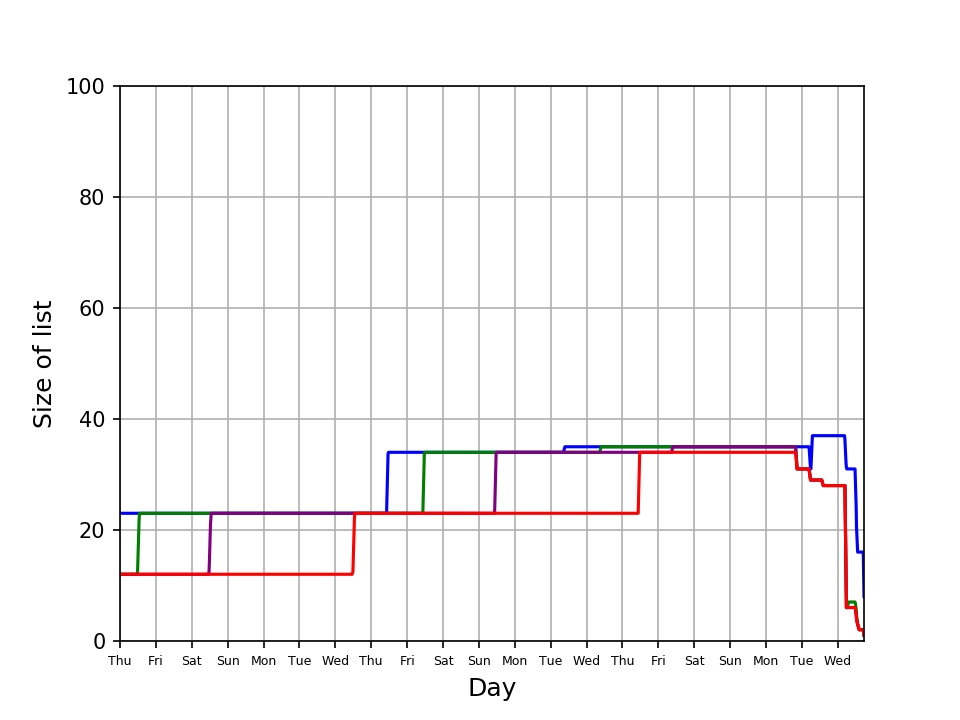 100
80
60
40
20
0
Size of list
Thu Fri Sat Sun Mon Tue Wed Thu Fri Sat Sun Mon Tue Wed Thu Fri Sat Sun Mon Tue Wed
Day